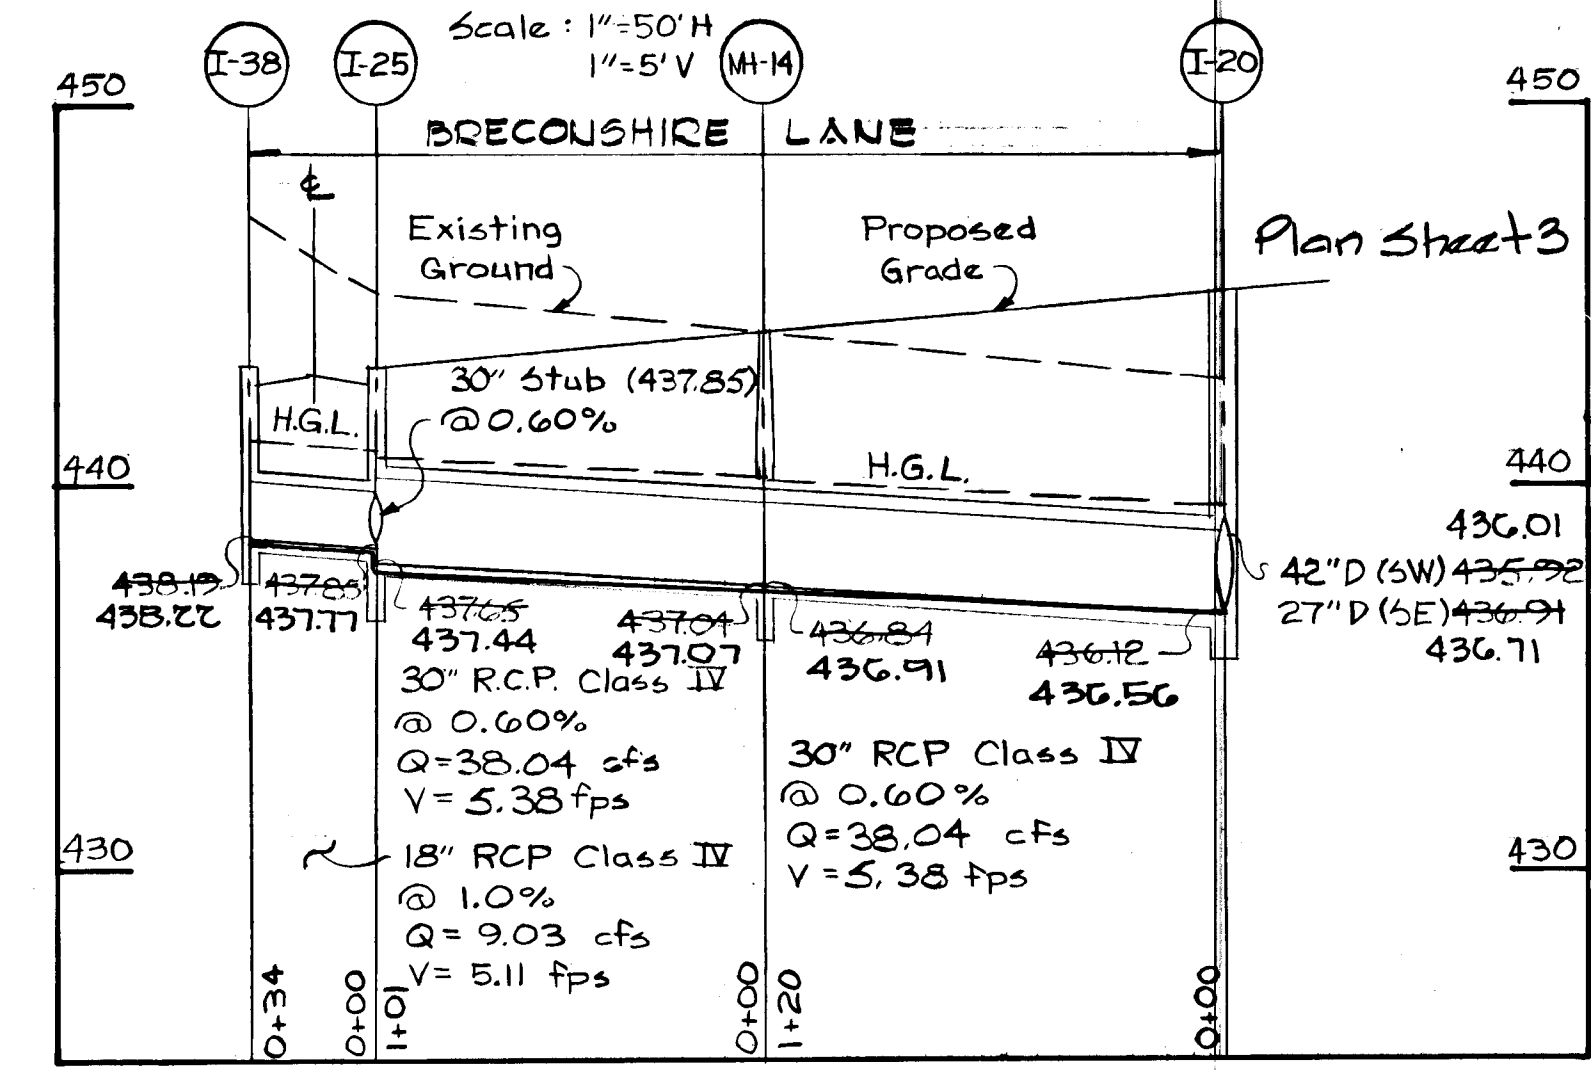 Scale : 1"=50' H
1"=5' V
I-38
I-25
MH-14
I-20
450
450
BRECONSHIRE LANE
℄
Existing
Ground
Proposed
Grade
Plan Sheet 3
30" Stub (437.85)
@ 0.60%
H.G.L.
H.G.L.
440
440
436.01
42"D (SW) 435.92
27"D (SE) 436.91
436.71
438.19
438.22
437.85
437.77
437.65
437.44
437.04
437.07
436.84
436.91
436.12
436.56
30" R.C.P. Class IV
@ 0.60%
Q=38.04 cfs
V= 5.38 fps
30" RCP Class IV
@ 0.60%
Q=38.04 cfs
V=5.38 fps
430
430
18" RCP Class IV
@ 1.0%
Q= 9.03 cfs
V= 5.11 fps
0+34
0+00
1+01
0+00
1+20
0+00